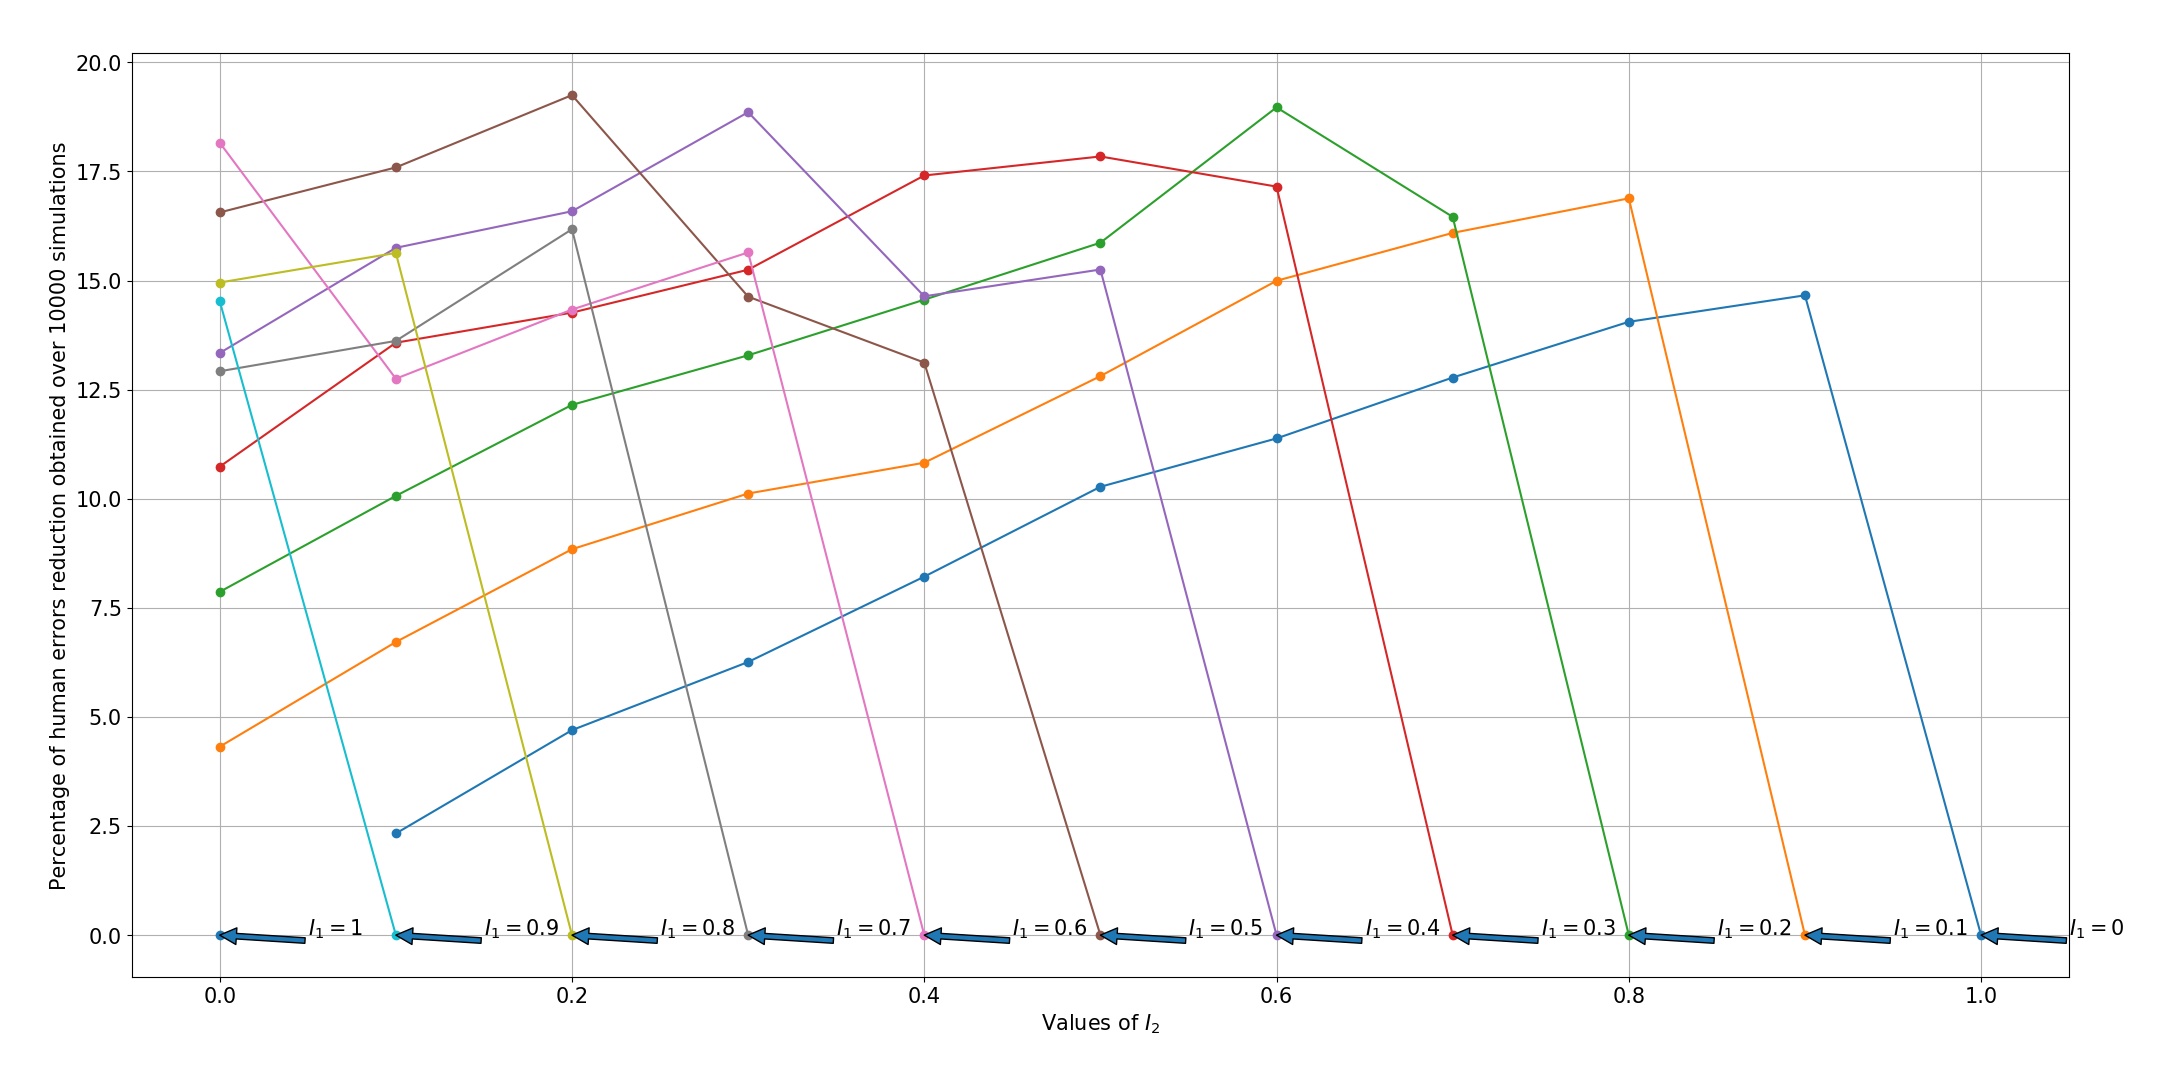 Percentage of human errors reduction obtained over 10000 simulations
20.0
17.5
15.0
12.5
10.0
7.5
5.0
2.5
0.0
I₁ = 1
I₁ = 0.9
I₁ = 0.8
I₁ = 0.7
I₁ = 0.6
I₁ = 0.5
I₁ = 0.4
I₁ = 0.3
I₁ = 0.2
I₁ = 0.1
I₁ = 0
0.0 0.2 0.4 0.6 0.8 1.0
Values of I₂